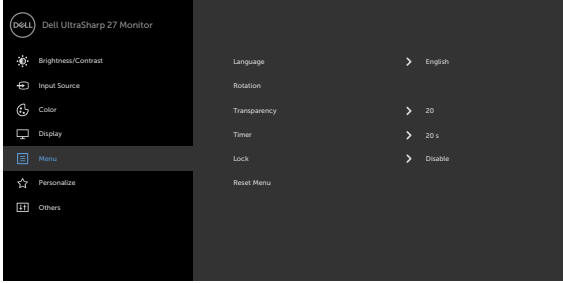 DELL Dell UltraSharp 27 Monitor
Brightness/Contrast
Input Source
Color
Display
Menu
Personalize
Others
Language English
Rotation
Transparency 20
Timer 20 s
Lock Disable
Reset Menu